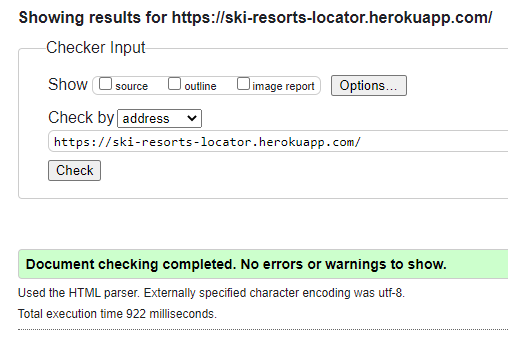 Showing results for https://ski-resorts-locator.herokuapp.com/
Checker Input
Show source outline image report Options...
Check by address
https://ski-resorts-locator.herokuapp.com/
Check
Document checking completed. No errors or warnings to show.
Used the HTML parser. Externally specified character encoding was utf-8.
Total execution time 922 milliseconds.